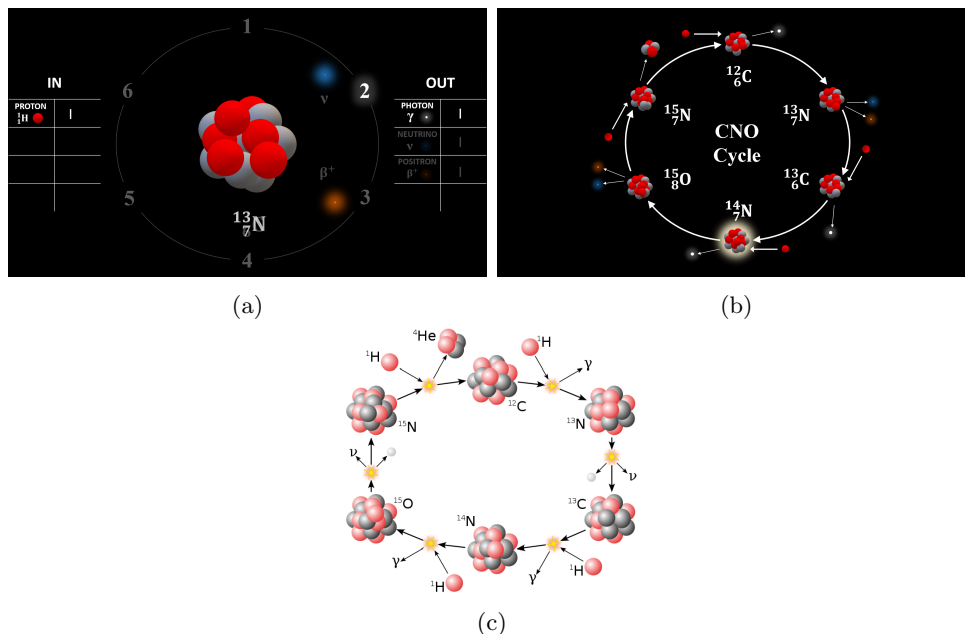 1
6
2
5
3
4
IN
PROTON
¹₁H
I
OUT
PHOTON
γ
I
NEUTRINO
ν
I
POSITRON
β⁺
I
ν
β⁺
¹³₇N
(a)
CNO
Cycle
¹²₆C
¹³₇N
¹³₆C
¹⁴₇N
¹⁵₈O
¹⁵₇N
(b)
⁴He
¹H
¹H
γ
¹²C
¹³N
¹⁵N
ν
ν
¹⁵O
¹⁴N
¹³C
γ
γ
¹H
¹H
(c)